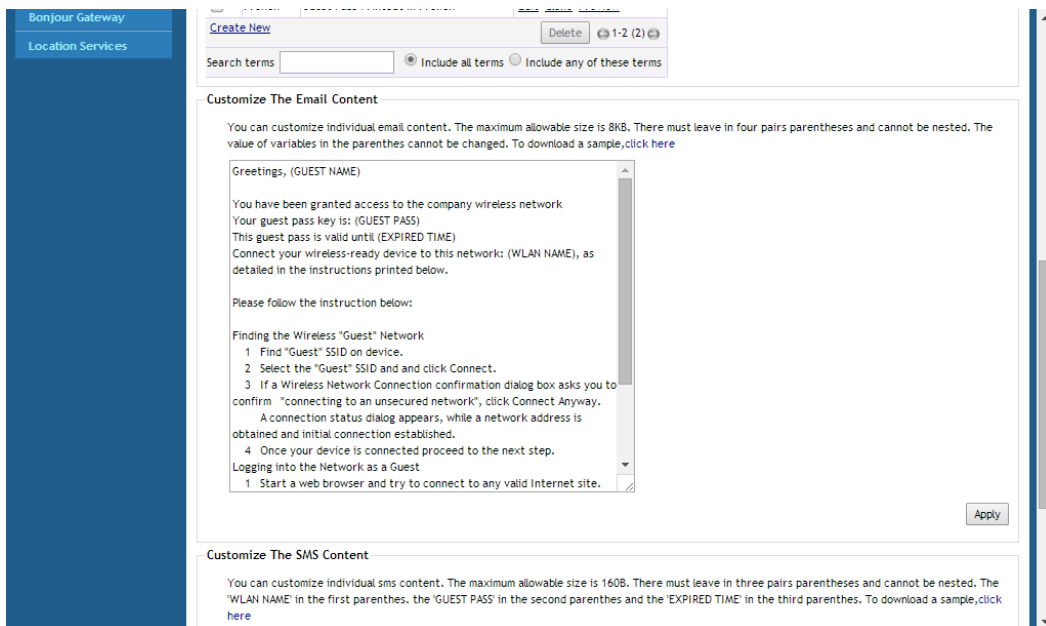 Bonjour Gateway
Location Services
Create New
Delete
1-2 (2)
Search terms
Include all terms
Include any of these terms
Customize The Email Content
You can customize individual email content. The maximum allowable size is 8KB. There must leave in four pairs parentheses and cannot be nested. The
value of variables in the parenthes cannot be changed. To download a sample,click here
Greetings, (GUEST NAME)
You have been granted access to the company wireless network
Your guest pass key is: (GUEST PASS)
This guest pass is valid until (EXPIRED TIME)
Connect your wireless-ready device to this network: (WLAN NAME), as
detailed in the instructions printed below.
Please follow the instruction below:
Finding the Wireless "Guest" Network
1 Find "Guest" SSID on device.
2 Select the "Guest" SSID and and click Connect.
3 If a Wireless Network Connection confirmation dialog box asks you to
confirm "connecting to an unsecured network", click Connect Anyway.
A connection status dialog appears, while a network address is
obtained and initial connection established.
4 Once your device is connected proceed to the next step.
Logging into the Network as a Guest
1 Start a web browser and try to connect to any valid Internet site.
Apply
Customize The SMS Content
You can customize individual sms content. The maximum allowable size is 160B. There must leave in three pairs parentheses and cannot be nested. The
'WLAN NAME' in the first parenthes. the 'GUEST PASS' in the second parenthes and the 'EXPIRED TIME' in the third parenthes. To download a sample,click
here